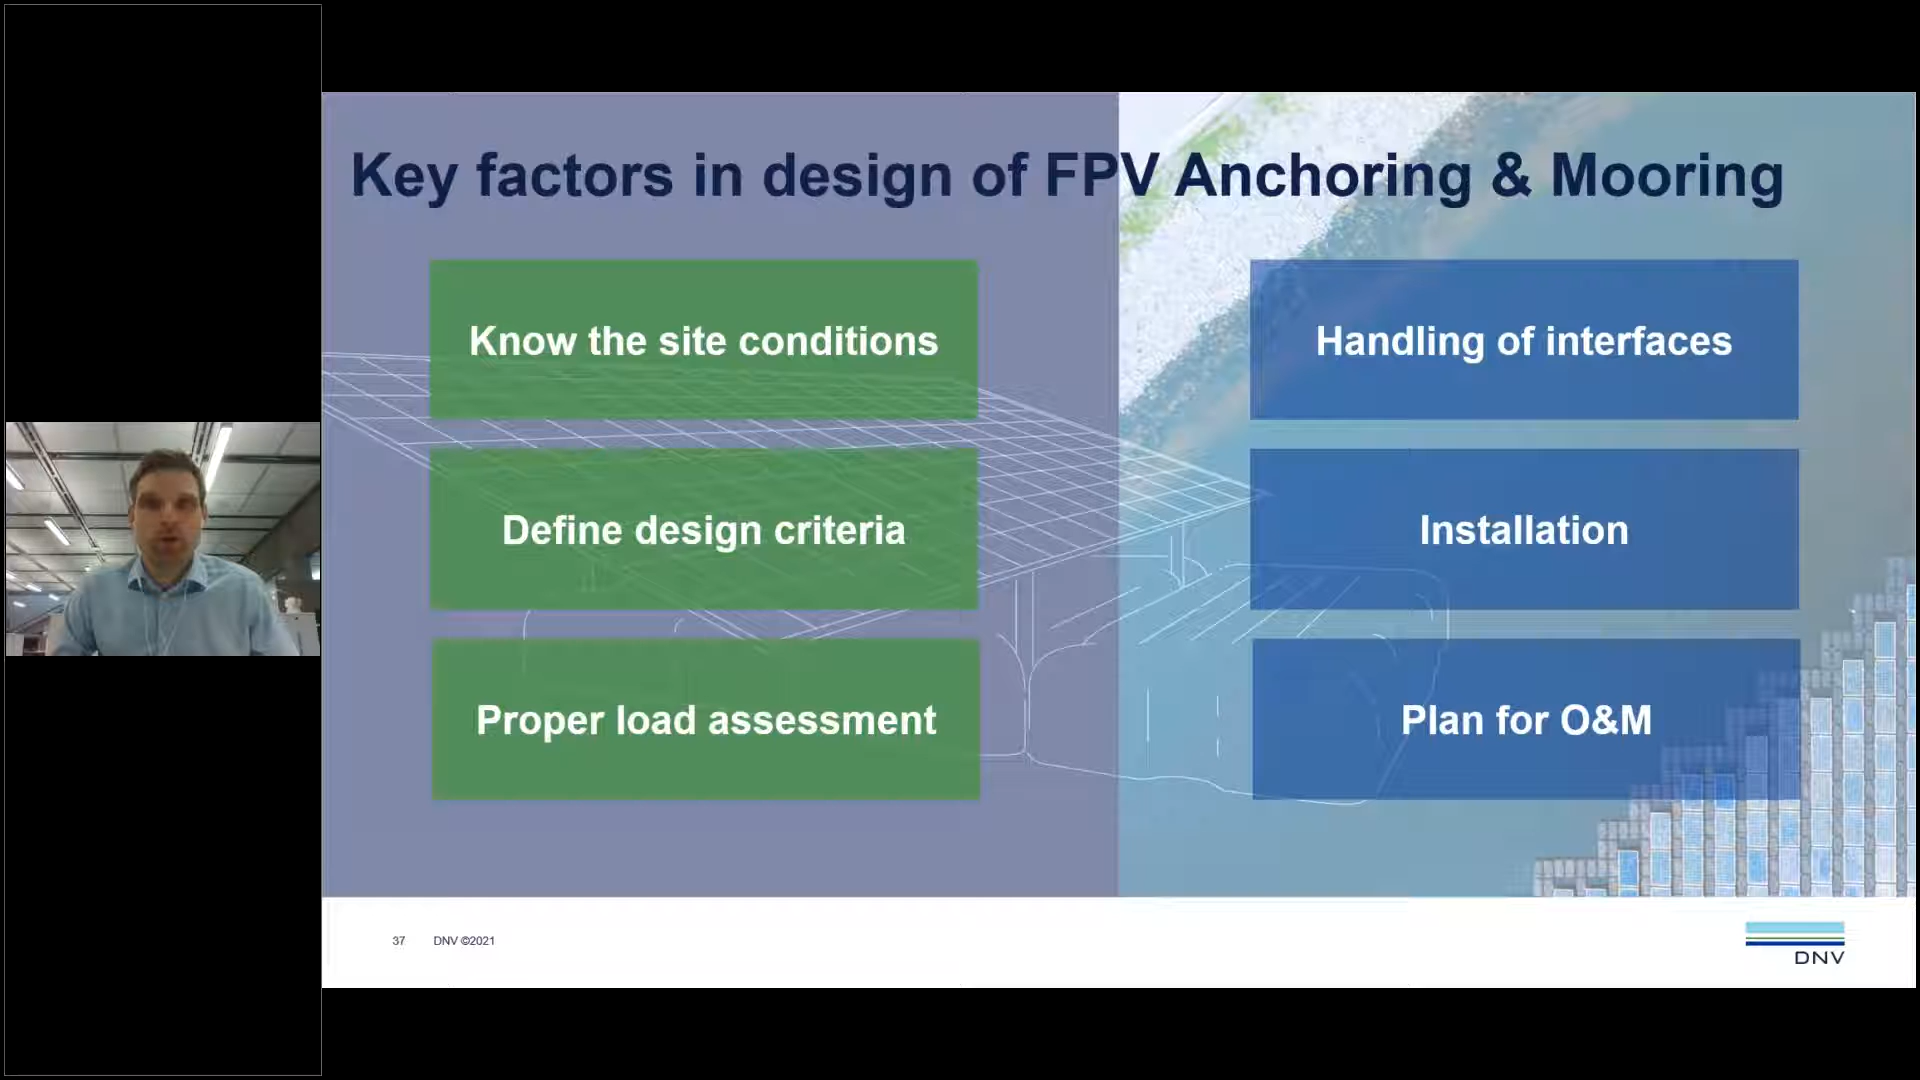 Key factors in design of FPV Anchoring & Mooring
Know the site conditions
Define design criteria
Proper load assessment
Handling of interfaces
Installation
Plan for O&M
37 DNV ©2021
DNV